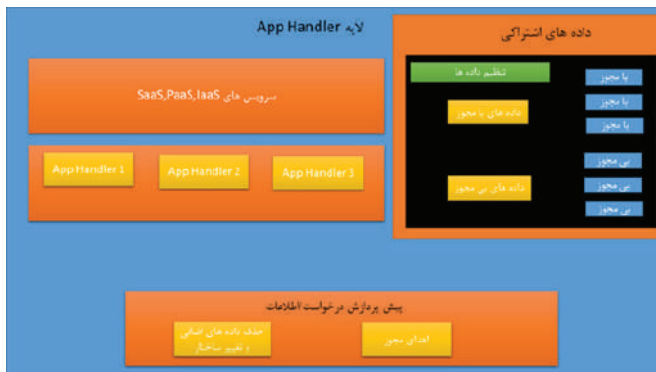 لایه App Handler
سرویس های SaaS,PaaS,IaaS
App Handler 1
App Handler 2
App Handler 3
داده های اشتراکی
تنظیم داده ها
داده های با مجوز
داده های بی مجوز
با مجوز
با مجوز
با مجوز
بی مجوز
بی مجوز
بی مجوز
پیش پردازش درخواست/اطلاعات
حذف داده های اضافی
و تغییر ساختار
اهدای مجوز